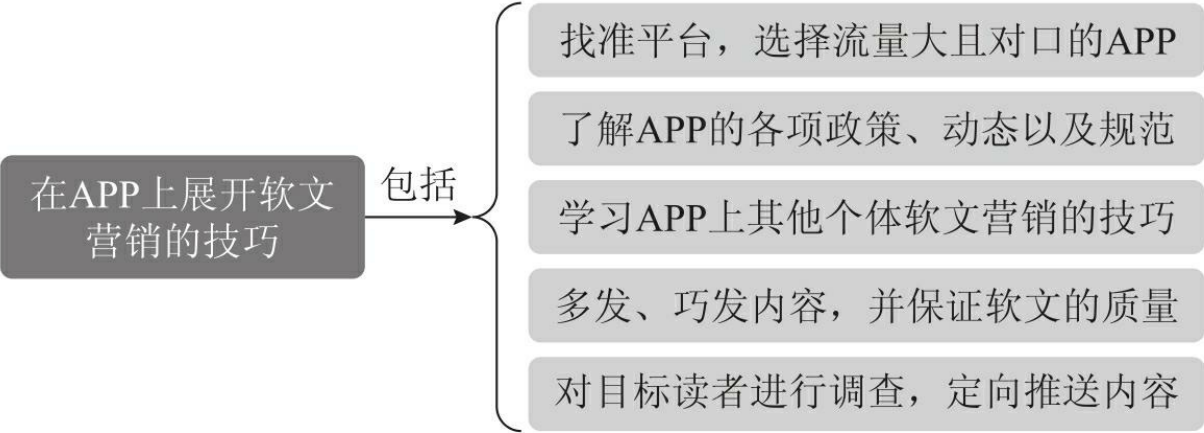 在APP上展开软文
营销的技巧
包括
找准平台，选择流量大且对口的APP
了解APP的各项政策、动态以及规范
学习APP上其他个体软文营销的技巧
多发、巧发内容，并保证软文的质量
对目标读者进行调查，定向推送内容